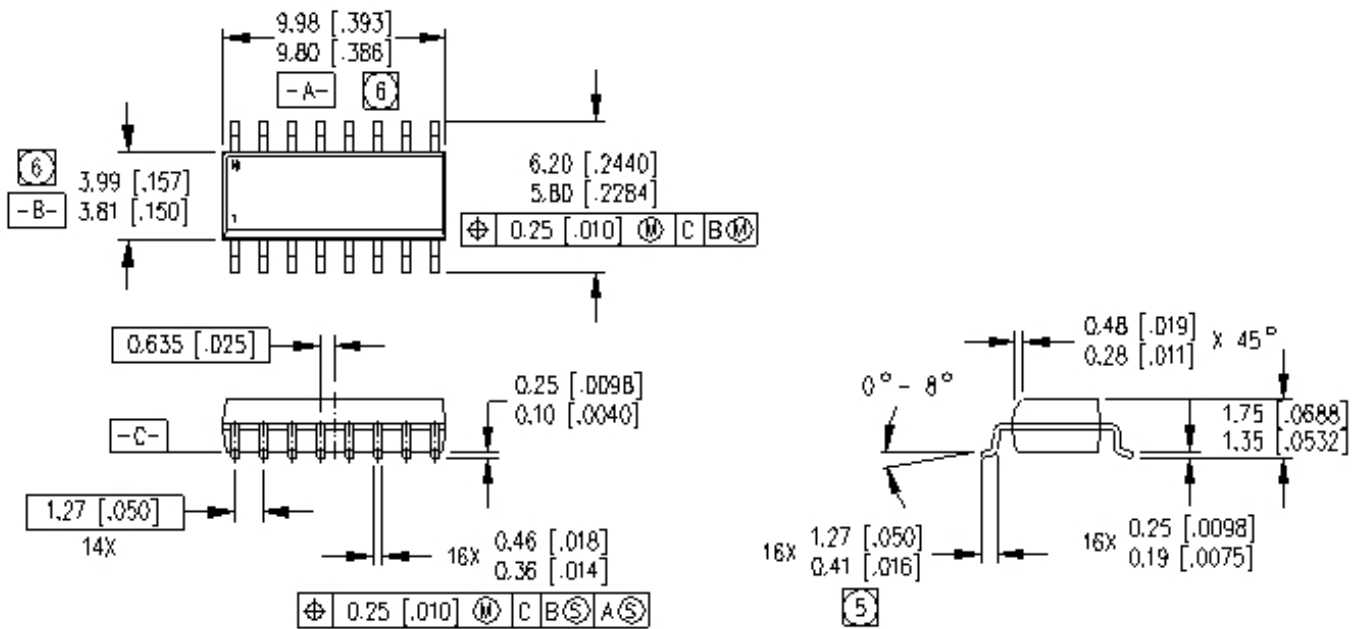 9.98 [.393]
9.80 [.386]
-A- 6
6
3.99 [.157]
-B- 3.81 [.150]
1
6.20 [.2440]
5.80 [.2284]
⌖ 0.25 [.010] Ⓜ C B Ⓜ
0.635 [.025]
0.25 [.0098]
0.10 [.0040]
-C-
1.27 [.050]
14X
16X 0.46 [.018]
0.36 [.014]
⌖ 0.25 [.010] Ⓜ C B Ⓢ A Ⓢ
0.48 [.019]
0.28 [.011] X 45°
0° - 8°
1.75 [.0688]
1.35 [.0532]
16X 1.27 [.050]
0.41 [.016]
5
16X 0.25 [.0098]
0.19 [.0075]